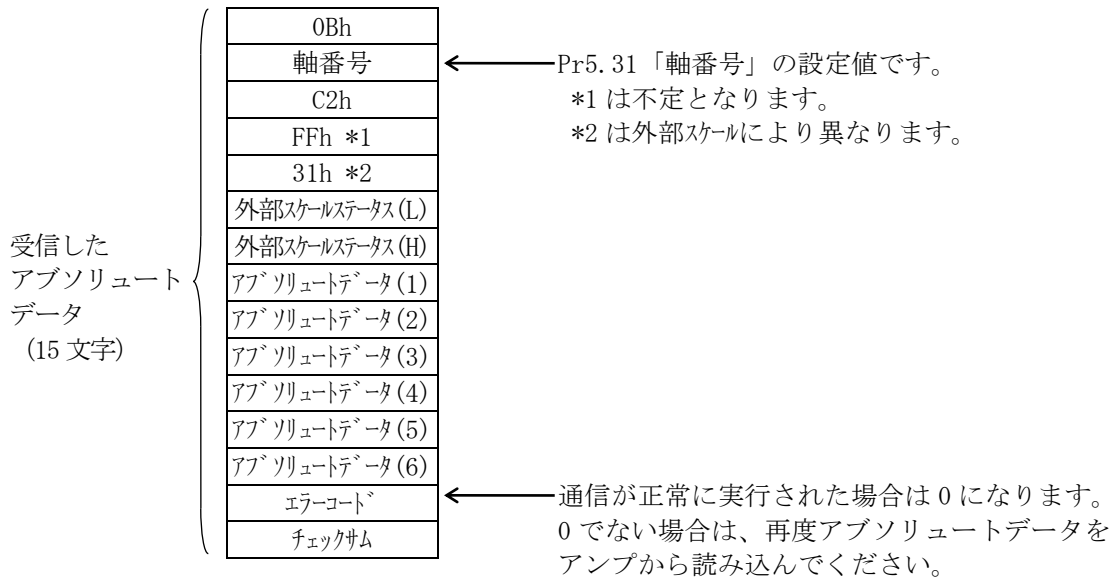 受信した
アブソリュート
データ
(15文字)
0Bh
軸番号
C2h
FFh *1
31h *2
外部ｽｹｰﾙｽﾃｰﾀｽ(L)
外部ｽｹｰﾙｽﾃｰﾀｽ(H)
ｱﾌﾞｿﾘｭｰﾄﾃﾞｰﾀ(1)
ｱﾌﾞｿﾘｭｰﾄﾃﾞｰﾀ(2)
ｱﾌﾞｿﾘｭｰﾄﾃﾞｰﾀ(3)
ｱﾌﾞｿﾘｭｰﾄﾃﾞｰﾀ(4)
ｱﾌﾞｿﾘｭｰﾄﾃﾞｰﾀ(5)
ｱﾌﾞｿﾘｭｰﾄﾃﾞｰﾀ(6)
ｴﾗｰｺｰﾄﾞ
ﾁｪｯｸｻﾑ
Pr5.31「軸番号」の設定値です。
*1は不定となります。
*2は外部ｽｹｰﾙにより異なります。
通信が正常に実行された場合は0になります。
0でない場合は、再度アブソリュートデータを
アンプから読み込んでください。